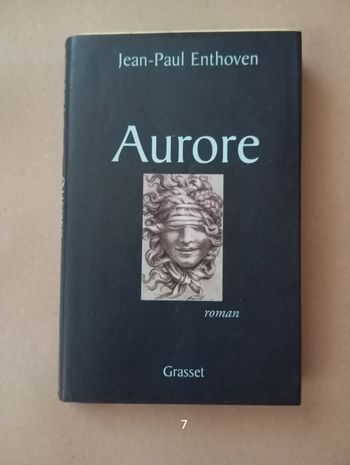 Jean-Paul Enthoven
Aurore
roman
Grasset
7